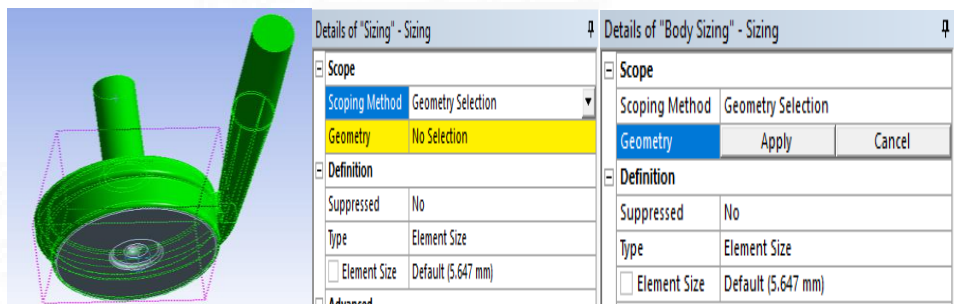 Details of "Sizing" - Sizing
Scope
Scoping Method Geometry Selection
Geometry No Selection
Definition
Suppressed No
Type Element Size
Element Size Default (5.647 mm)
Advanced
Details of "Body Sizing" - Sizing
Scope
Scoping Method Geometry Selection
Geometry Apply Cancel
Definition
Suppressed No
Type Element Size
Element Size Default (5.647 mm)